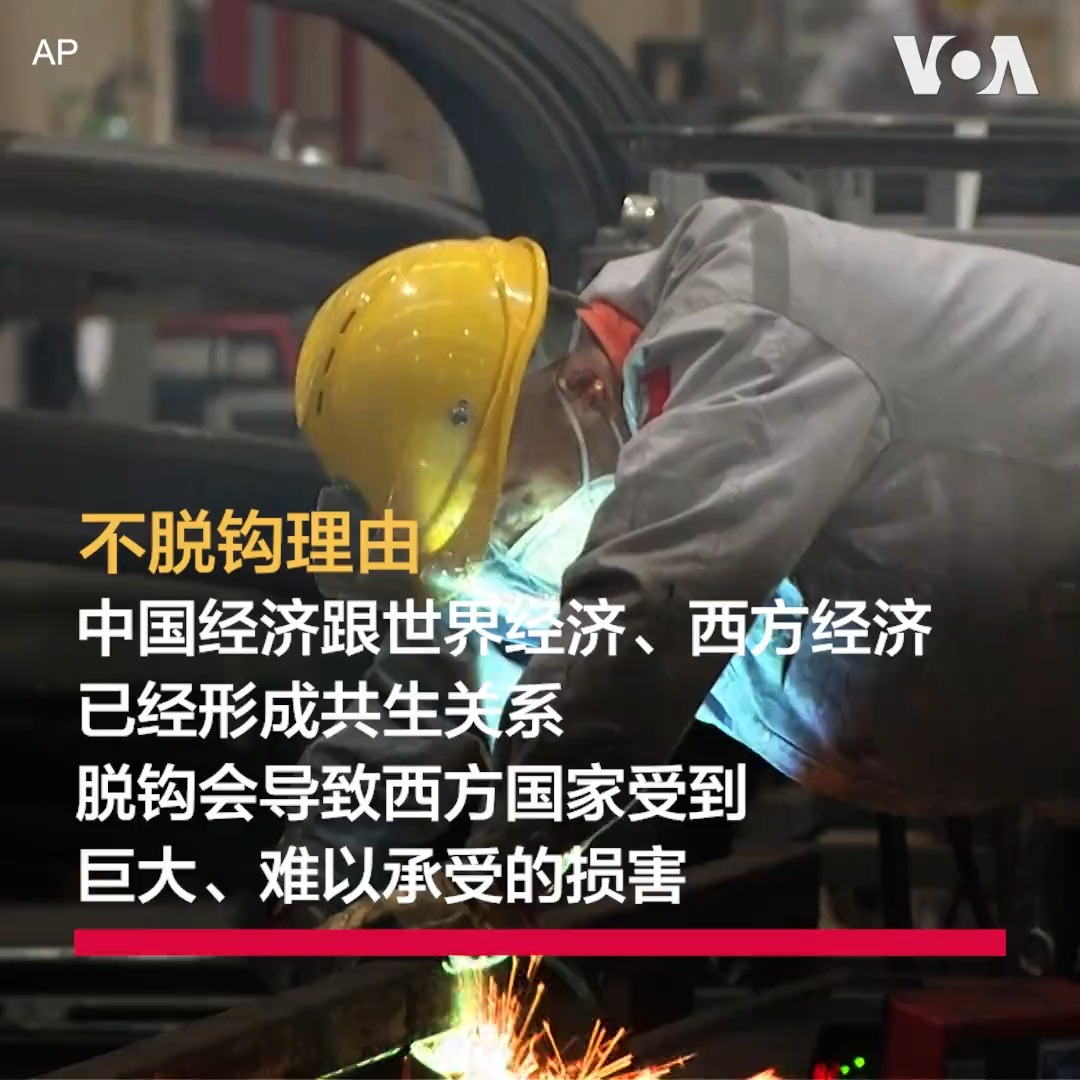 AP
VOA
不脱钩理由
中国经济跟世界经济、西方经济
已经形成共生关系
脱钩会导致西方国家受到
巨大、难以承受的损害